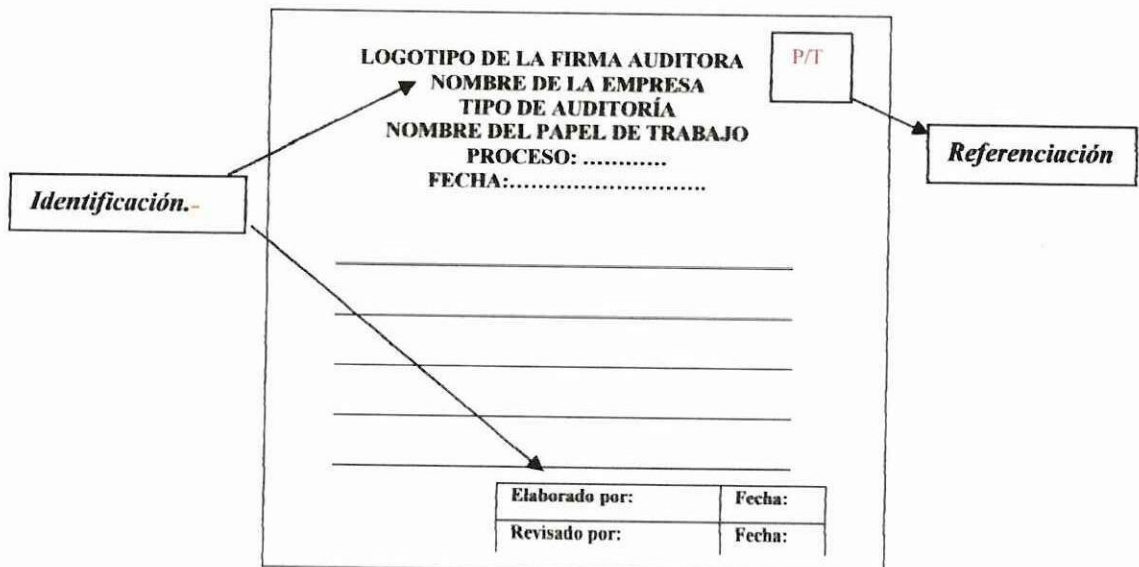 LOGOTIPO DE LA FIRMA AUDITORA
P/T
NOMBRE DE LA EMPRESA
TIPO DE AUDITORÍA
NOMBRE DEL PAPEL DE TRABAJO
PROCESO: ............
FECHA:...........................
Referenciación
Identificación.-
Elaborado por: Fecha:
Revisado por: Fecha: